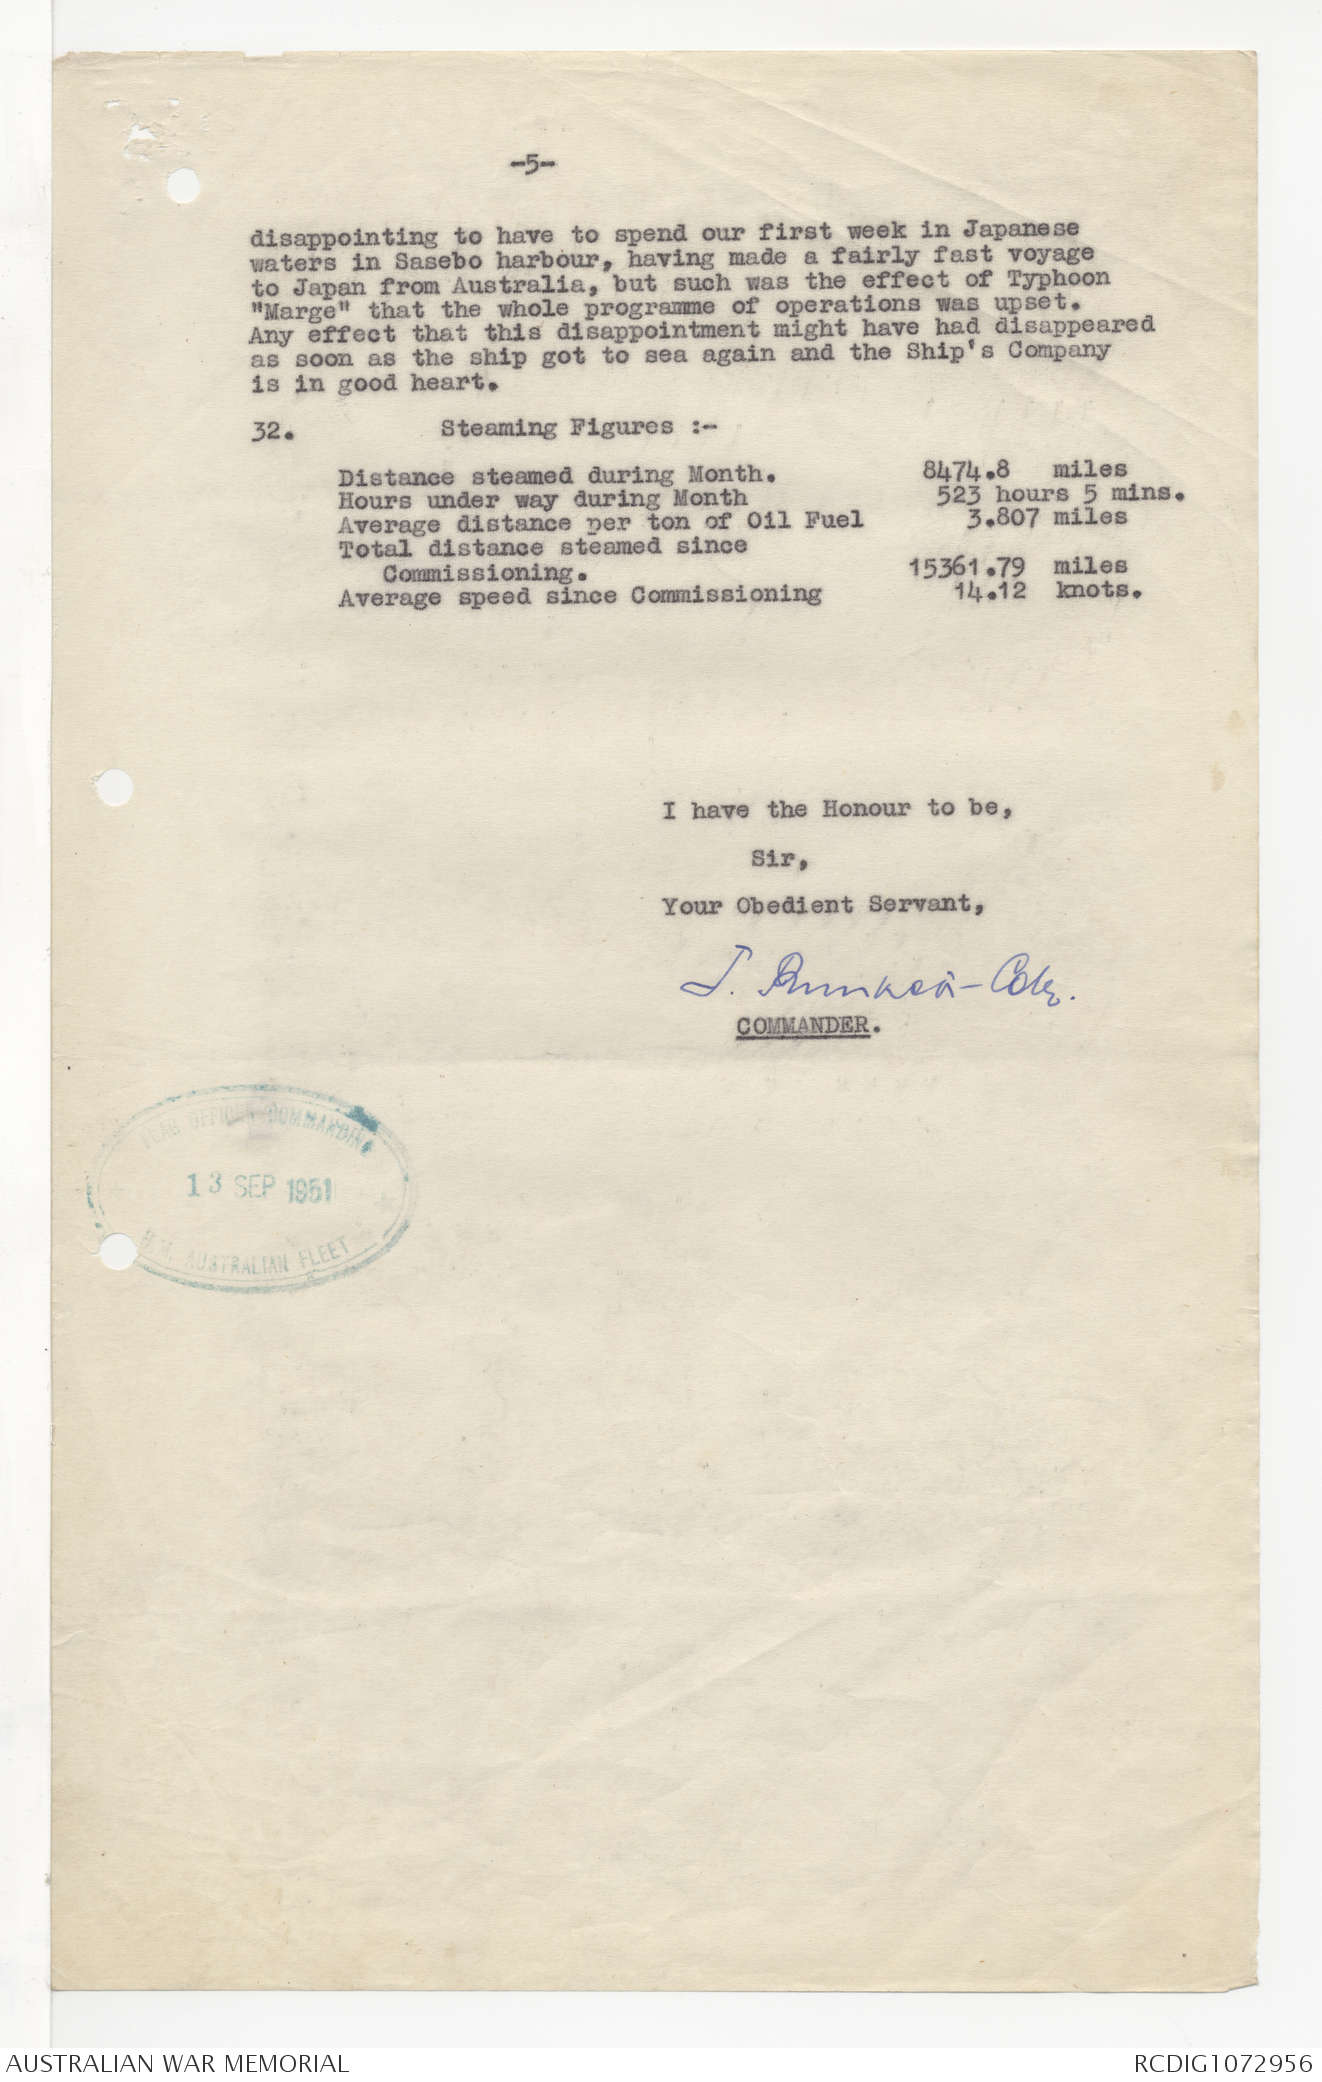 -5-
disappointing to have to spend our first week in Japanese
waters in Sasebo harbour, having made a fairly fast voyage
to Japan from Australia, but such was the effect of Typhoon
"Marge" that the whole programme of operations was upset.
Any effect that this disappointment might have had disappeared
as soon as the ship got to sea again and the Ship's Company
is in good heart.
32. Steaming Figures :-
Distance steamed during Month. 8474.8 miles
Hours under way during Month 523 hours 5 mins.
Average distance per ton of Oil Fuel 3.807 miles
Total distance steamed since
Commissioning. 15361.79 miles
Average speed since Commissioning 14.12 knots.
I have the Honour to be,
Sir,
Your Obedient Servant,
COMMANDER.
OFFICER COMMANDING
13 SEP 1951
H.M. AUSTRALIAN FLEET
AUSTRALIAN WAR MEMORIAL
RCDIG1072956